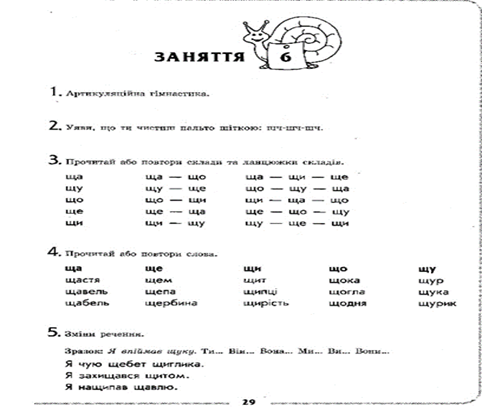 ЗАНЯТТЯ 6
1. Артикуляційна гімнастика.
2. Уяви, що ти чистиш пальто щіткою: шч-шч-шч.
3. Прочитай або повтори склади та ланцюжки складів.
ща ща — що ща — щи — ще
щу щу — ще що — щу — ща
що що — щи щи — ща — що
ще ще — ща ще — що — щу
щи щи — щу щу — ще — щи
4. Прочитай або повтори слова.
ща ще щи що щу
щастя щем щит щока щур
щавель щепа щипці щогла щука
щабель щербина щирість щодня щурик
5. Зміни речення.
Зразок: Я впіймав щуку. Ти... Він... Вона... Ми... Ви... Вони...
Я чую щебет щиглика.
Я захищався щитом.
Я нащипав щавлю.
29